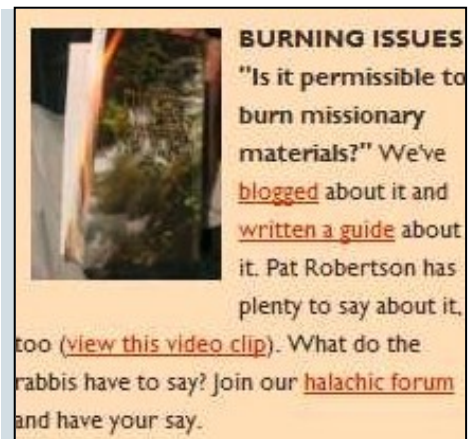 BURNING ISSUES
"Is it permissible to
burn missionary
materials?" We've
blogged about it and
written a guide about
it. Pat Robertson has
plenty to say about it,
too (view this video clip). What do the
rabbis have to say? Join our halachic forum
and have your say.